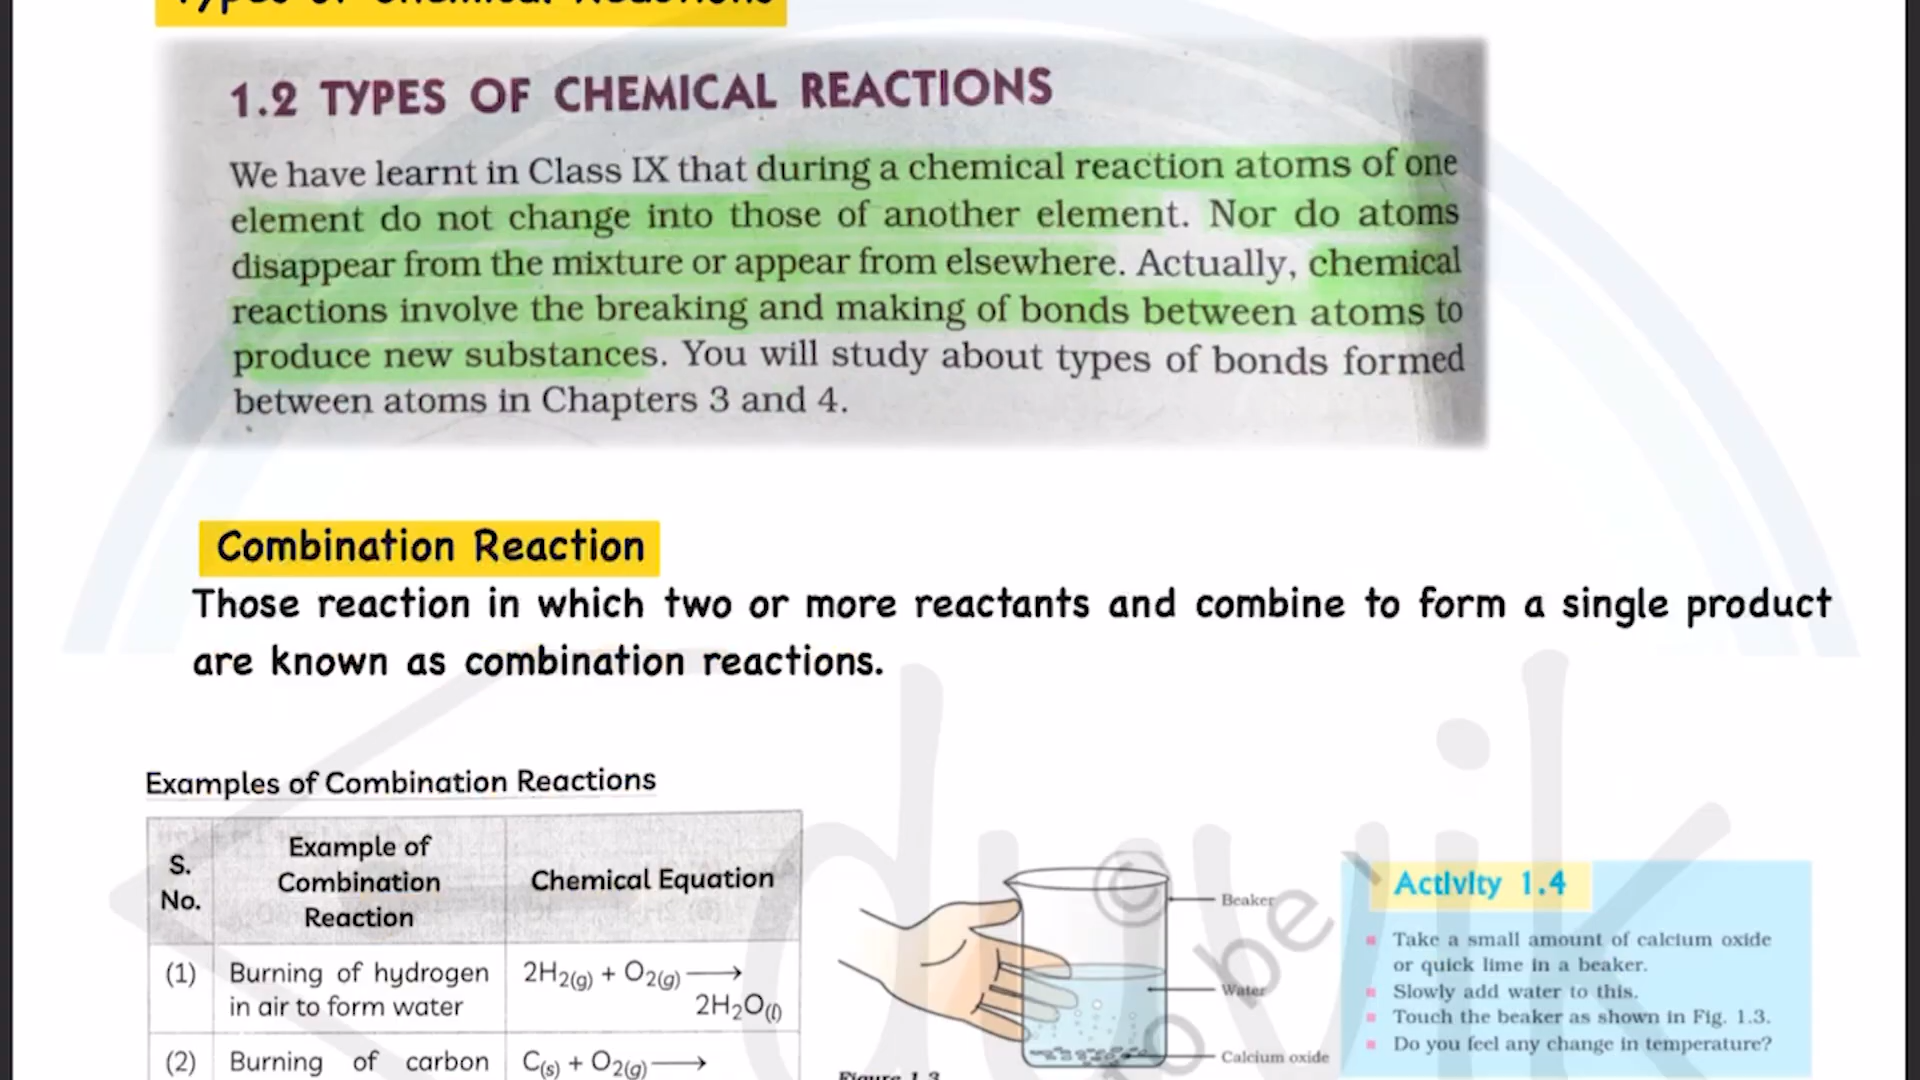 Types of Chemical Reactions
1.2 TYPES OF CHEMICAL REACTIONS
We have learnt in Class IX that during a chemical reaction atoms of one
element do not change into those of another element. Nor do atoms
disappear from the mixture or appear from elsewhere. Actually, chemical
reactions involve the breaking and making of bonds between atoms to
produce new substances. You will study about types of bonds formed
between atoms in Chapters 3 and 4.
Combination Reaction
Those reaction in which two or more reactants and combine to form a single product
are known as combination reactions.
Examples of Combination Reactions
S. No. Example of Combination Reaction Chemical Equation
(1) Burning of hydrogen 2H2(g) + O2(g) ⟶
in air to form water 2H2O(l)
(2) Burning of carbon C(s) + O2(g) ⟶
Beaker
Water
Calcium oxide
Figure 1.3
Activity 1.4
Take a small amount of calcium oxide
or quick lime in a beaker.
Slowly add water to this.
Touch the beaker as shown in Fig. 1.3.
Do you feel any change in temperature?